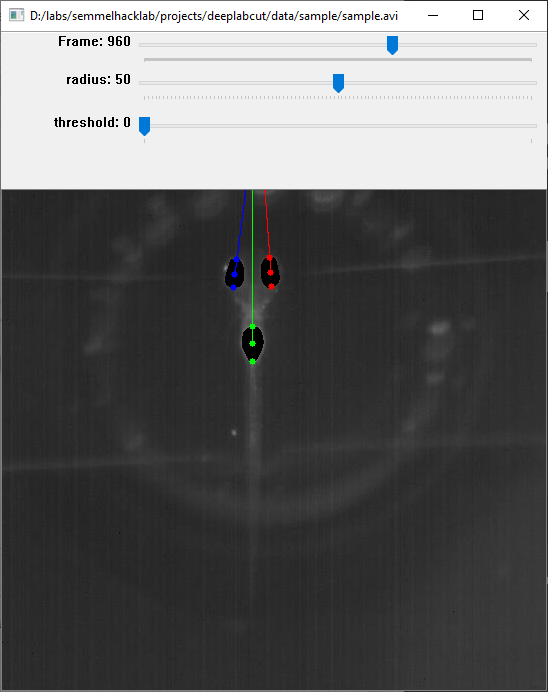 D:/labs/semmelhacklab/projects/deeplabcut/data/sample/sample.avi
Frame: 960
radius: 50
threshold: 0